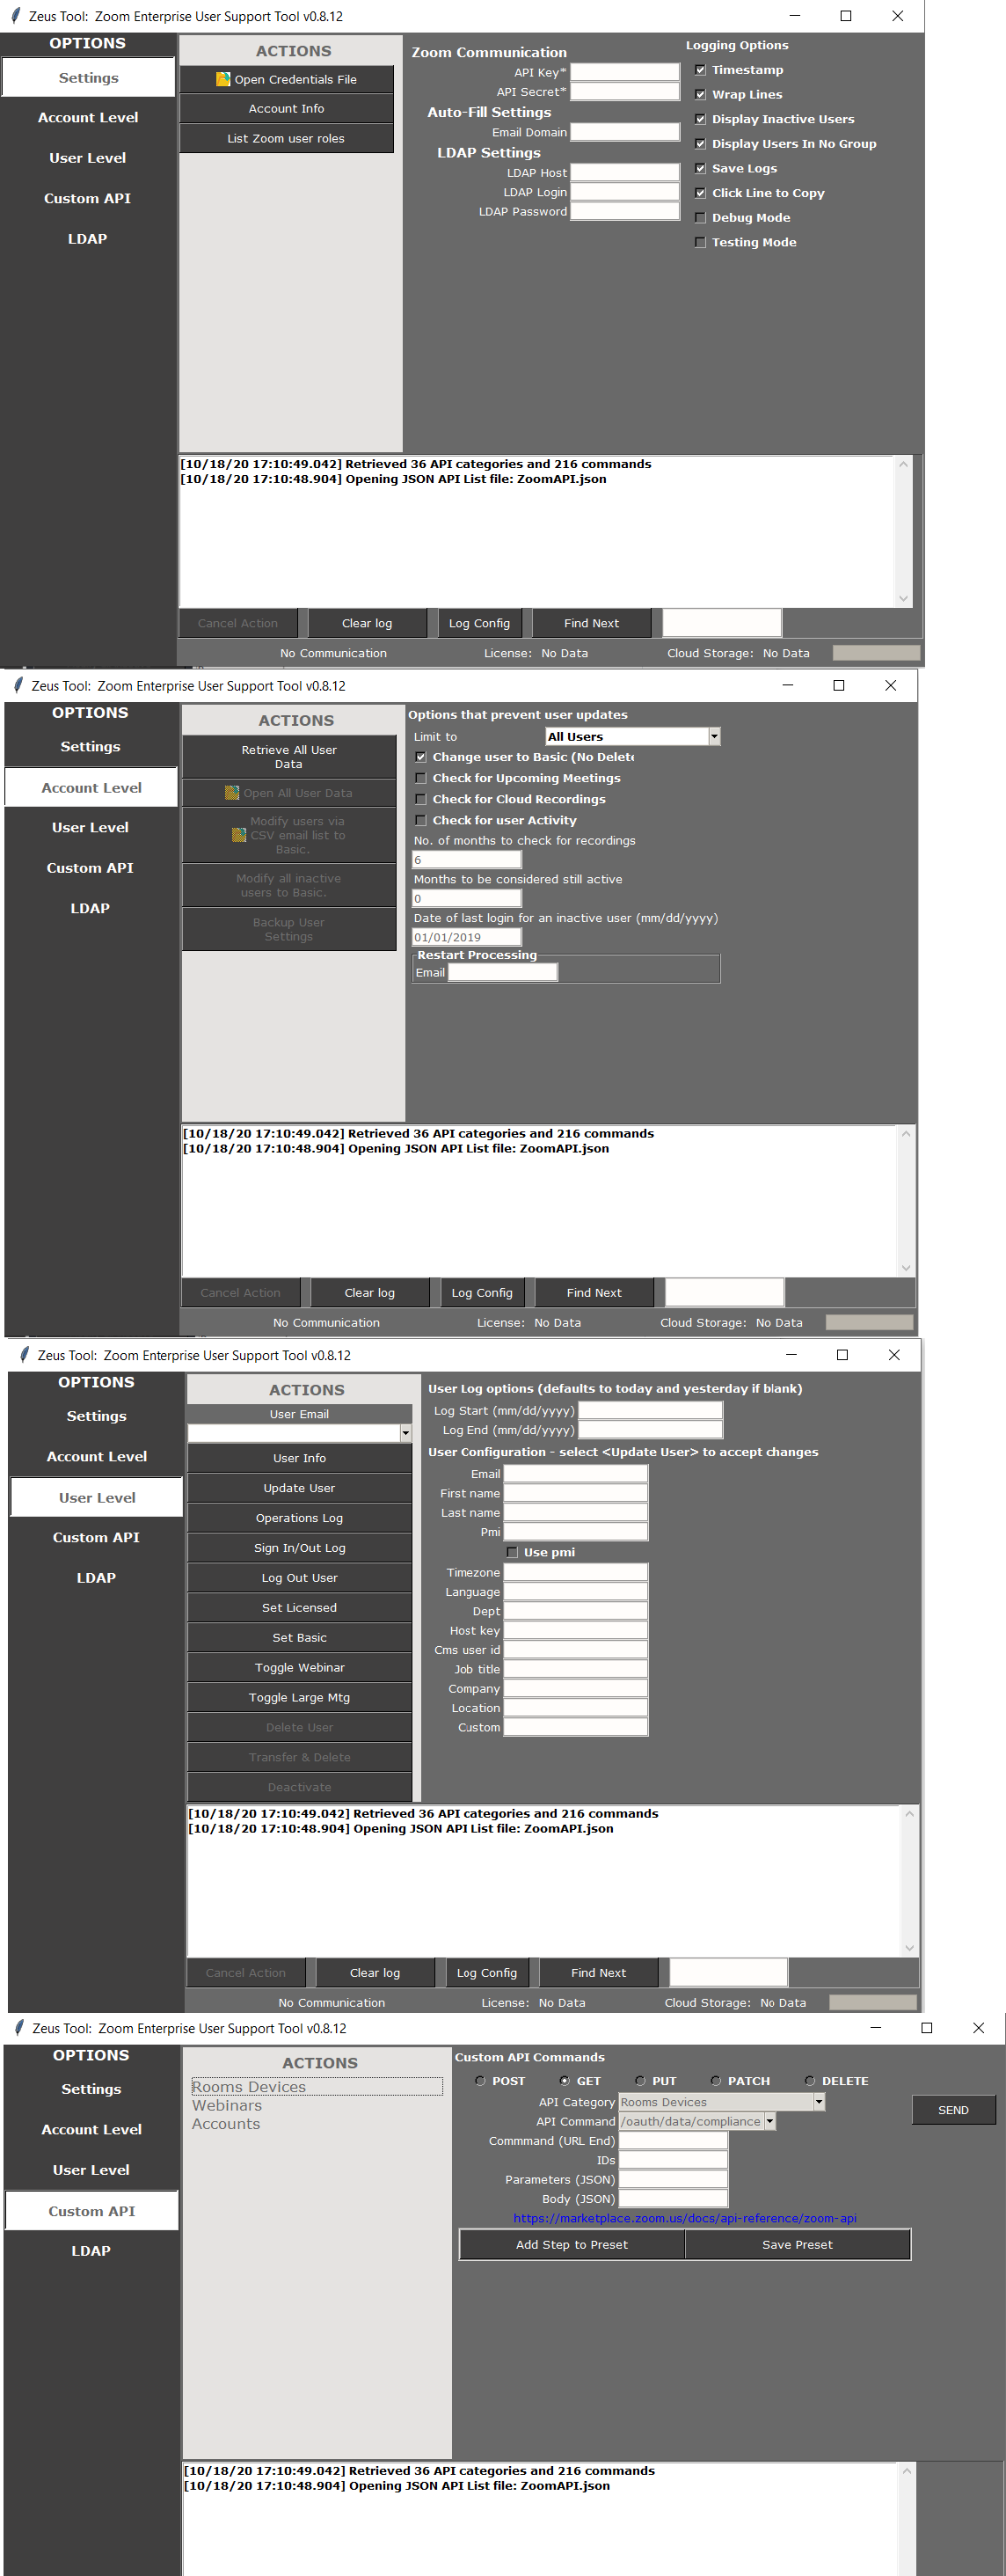 Zeus Tool:  Zoom Enterprise User Support Tool v0.8.12
OPTIONS
Settings
Account Level
User Level
Custom API
LDAP
ACTIONS
Open Credentials File
Account Info
List Zoom user roles
Zoom Communication
API Key*
API Secret*
Auto-Fill Settings
Email Domain
LDAP Settings
LDAP Host
LDAP Login
LDAP Password
Logging Options
Timestamp
Wrap Lines
Display Inactive Users
Display Users In No Group
Save Logs
Click Line to Copy
Debug Mode
Testing Mode
[10/18/20 17:10:49.042] Retrieved 36 API categories and 216 commands
[10/18/20 17:10:48.904] Opening JSON API List file: ZoomAPI.json
Cancel Action Clear log Log Config Find Next
No Communication License:  No Data Cloud Storage:  No Data
Zeus Tool:  Zoom Enterprise User Support Tool v0.8.12
OPTIONS
Settings
Account Level
User Level
Custom API
LDAP
ACTIONS
Retrieve All User
Data
Open All User Data
Modify users via
CSV email list to
Basic.
Modify all inactive
users to Basic.
Backup User
Settings
Options that prevent user updates
Limit to All Users
Change user to Basic (No Delete
Check for Upcoming Meetings
Check for Cloud Recordings
Check for user Activity
No. of months to check for recordings
6
Months to be considered still active
0
Date of last login for an inactive user (mm/dd/yyyy)
01/01/2019
Restart Processing
Email
[10/18/20 17:10:49.042] Retrieved 36 API categories and 216 commands
[10/18/20 17:10:48.904] Opening JSON API List file: ZoomAPI.json
Cancel Action Clear log Log Config Find Next
No Communication License:  No Data Cloud Storage:  No Data
Zeus Tool:  Zoom Enterprise User Support Tool v0.8.12
OPTIONS
Settings
Account Level
User Level
Custom API
LDAP
ACTIONS
User Email
User Info
Update User
Operations Log
Sign In/Out Log
Log Out User
Set Licensed
Set Basic
Toggle Webinar
Toggle Large Mtg
Delete User
Transfer & Delete
Deactivate
User Log options (defaults to today and yesterday if blank)
Log Start (mm/dd/yyyy)
Log End (mm/dd/yyyy)
User Configuration - select <Update User> to accept changes
Email
First name
Last name
Pmi
Use pmi
Timezone
Language
Dept
Host key
Cms user id
Job title
Company
Location
Custom
[10/18/20 17:10:49.042] Retrieved 36 API categories and 216 commands
[10/18/20 17:10:48.904] Opening JSON API List file: ZoomAPI.json
Cancel Action Clear log Log Config Find Next
No Communication License:  No Data Cloud Storage:  No Data
Zeus Tool:  Zoom Enterprise User Support Tool v0.8.12
OPTIONS
Settings
Account Level
User Level
Custom API
LDAP
ACTIONS
Rooms Devices
Webinars
Accounts
Custom API Commands
POST GET PUT PATCH DELETE
API Category Rooms Devices
SEND
API Command /oauth/data/compliance
Commmand (URL End)
IDs
Parameters (JSON)
Body (JSON)
https://marketplace.zoom.us/docs/api-reference/zoom-api
Add Step to Preset Save Preset
[10/18/20 17:10:49.042] Retrieved 36 API categories and 216 commands
[10/18/20 17:10:48.904] Opening JSON API List file: ZoomAPI.json